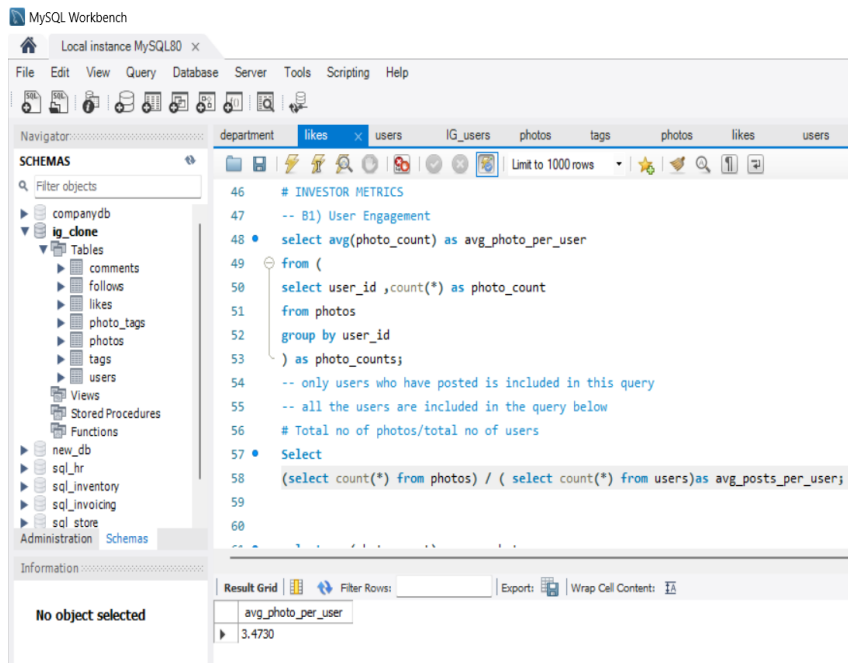 MySQL Workbench
Local instance MySQL80 ×
File Edit View Query Database Server Tools Scripting Help
Navigator
SCHEMAS
Filter objects
companydb
ig_clone
Tables
comments
follows
likes
photo_tags
photos
tags
users
Views
Stored Procedures
Functions
new_db
sql_hr
sql_inventory
sql_invoicing
sql_store
Administration Schemas
Information
No object selected
department likes × users IG_users photos tags photos likes users
Limit to 1000 rows
46 # INVESTOR METRICS
47 -- B1) User Engagement
48 select avg(photo_count) as avg_photo_per_user
49 from (
50 select user_id ,count(*) as photo_count
51 from photos
52 group by user_id
53 ) as photo_counts;
54 -- only users who have posted is included in this query
55 -- all the users are included in the query below
56 # Total no of photos/total no of users
57 Select
58 (select count(*) from photos) / ( select count(*) from users)as avg_posts_per_user;
59
60
Result Grid Filter Rows: Export: Wrap Cell Content:
avg_photo_per_user
3.4730